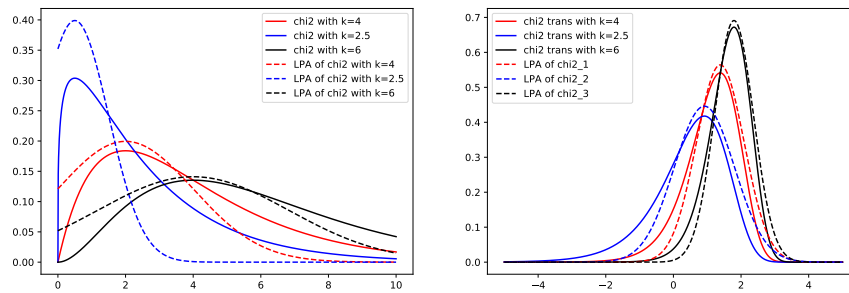 0.40
0.35
0.30
0.25
0.20
0.15
0.10
0.05
0.00
0
2
4
6
8
10
chi2 with k=4
chi2 with k=2.5
chi2 with k=6
LPA of chi2 with k=4
LPA of chi2 with k=2.5
LPA of chi2 with k=6
0.7
0.6
0.5
0.4
0.3
0.2
0.1
0.0
−4
−2
0
2
4
chi2 trans with k=4
chi2 trans with k=2.5
chi2 trans with k=6
LPA of chi2_1
LPA of chi2_2
LPA of chi2_3